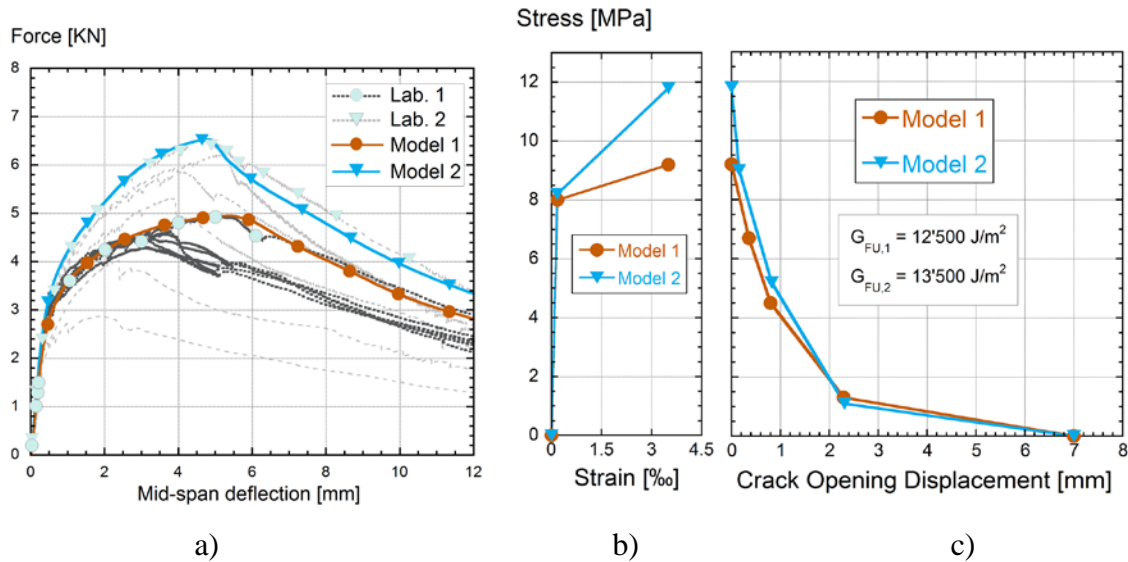 Force [KN]
8
7
6
5
4
3
2
1
0
0 2 4 6 8 10 12
Mid-span deflection [mm]
Lab. 1
Lab. 2
Model 1
Model 2
a)
Stress [MPa]
12
10
8
6
4
2
0
0 1.5 3 4.5
Strain [‰]
Model 1
Model 2
b)
Model 1
Model 2
G_FU,1 = 12'500 J/m²
G_FU,2 = 13'500 J/m²
0 1 2 3 4 5 6 7 8
Crack Opening Displacement [mm]
c)